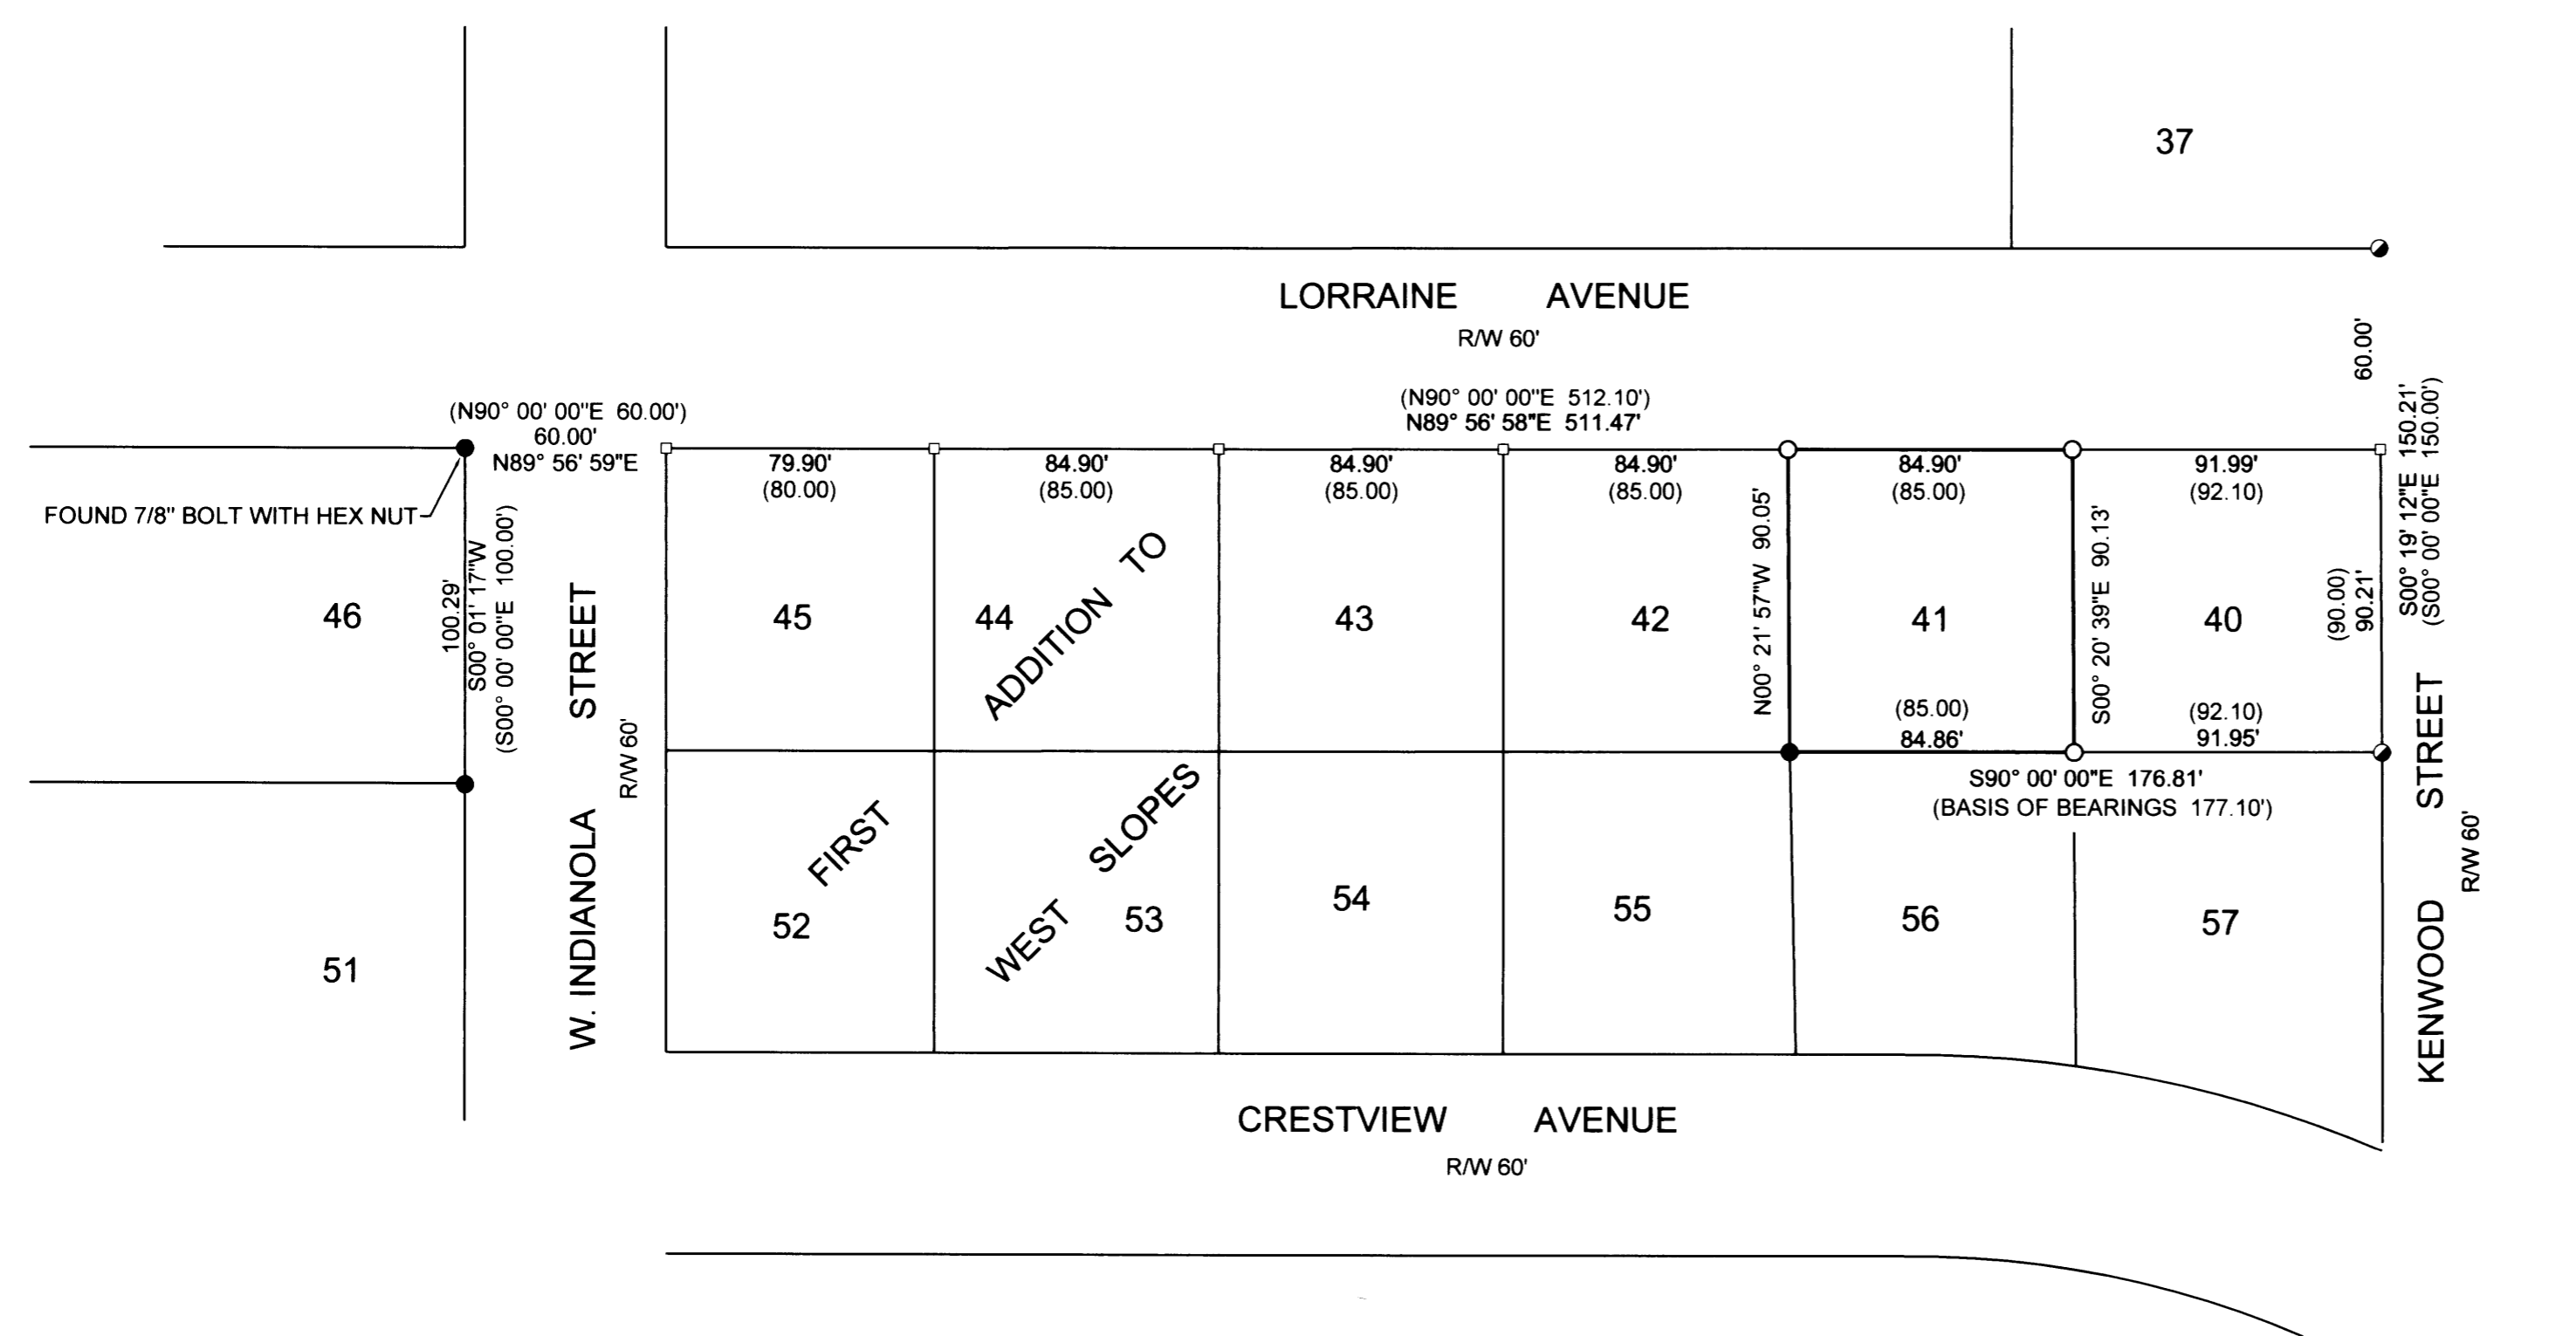 37
LORRAINE AVENUE
R/W 60'
60.00'
(N90° 00' 00"E 60.00')
60.00'
N89° 56' 59"E
(N90° 00' 00"E 512.10')
N89° 56' 58"E 511.47'
S00° 19' 12"E 150.21'
(S00° 00' 00"E 150.00')
79.90'
(80.00)
84.90'
(85.00)
84.90'
(85.00)
84.90'
(85.00)
84.90'
(85.00)
91.99'
(92.10)
FOUND 7/8" BOLT WITH HEX NUT
100.29'
S00° 01' 17"W
(S00° 00' 00"E 100.00')
N00° 21' 57"W 90.05'
S00° 20' 39"E 90.13'
(90.00)
90.21'
46
45
44
43
42
41
40
(85.00)
84.86'
(92.10)
91.95'
S90° 00' 00"E 176.81'
(BASIS OF BEARINGS 177.10')
FIRST ADDITION TO
WEST SLOPES
W. INDIANOLA STREET
R/W 60'
KENWOOD STREET
R/W 60'
51
52
53
54
55
56
57
CRESTVIEW AVENUE
R/W 60'